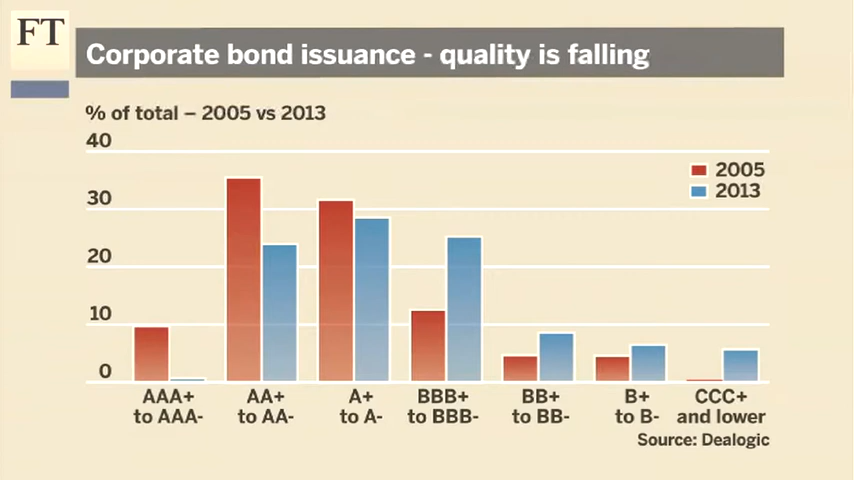 FT
Corporate bond issuance - quality is falling
% of total – 2005 vs 2013
40
30
20
10
0
2005
2013
AAA+ to AAA-
AA+ to AA-
A+ to A-
BBB+ to BBB-
BB+ to BB-
B+ to B-
CCC+ and lower
Source: Dealogic